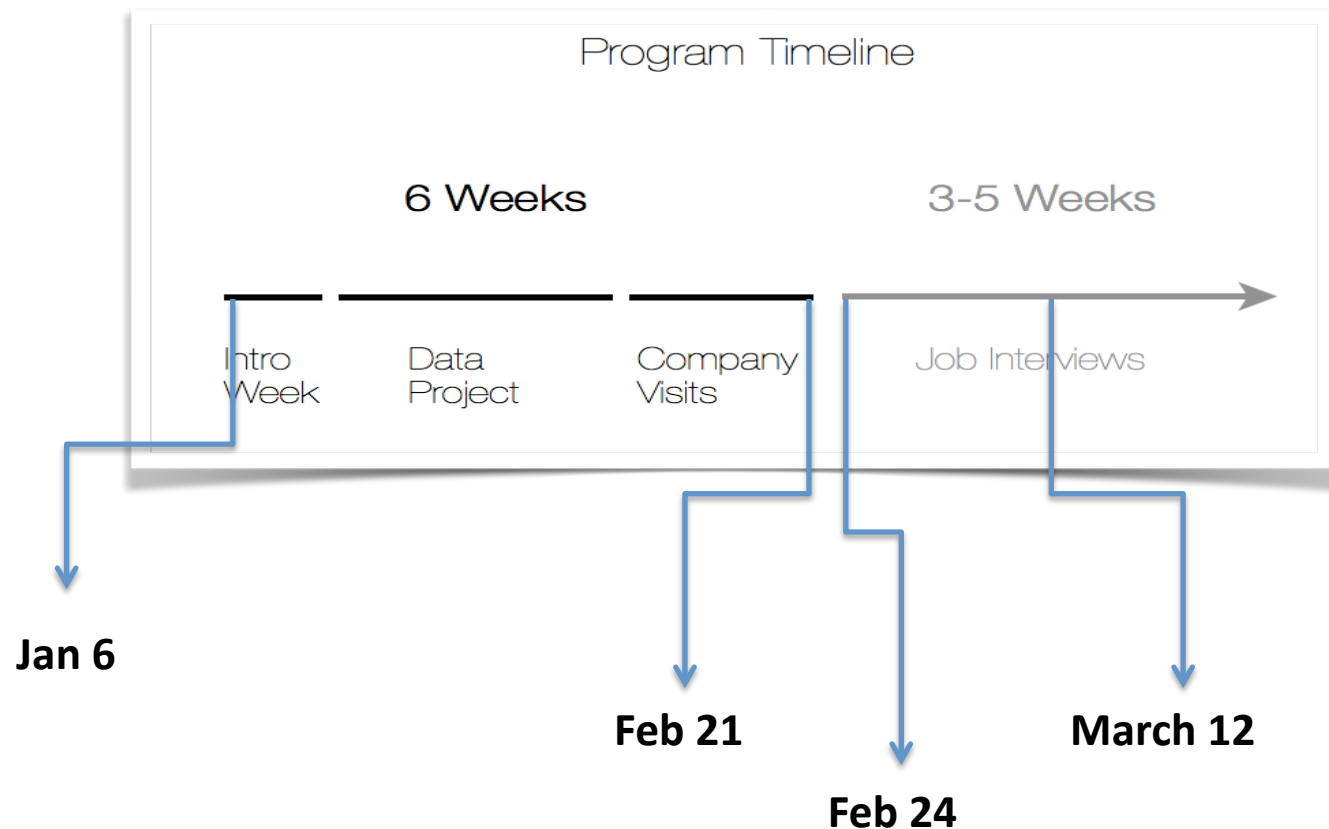 Program Timeline
6 Weeks
3-5 Weeks
Intro
Week
Data
Project
Company
Visits
Job Interviews
Jan 6
Feb 21
March 12
Feb 24